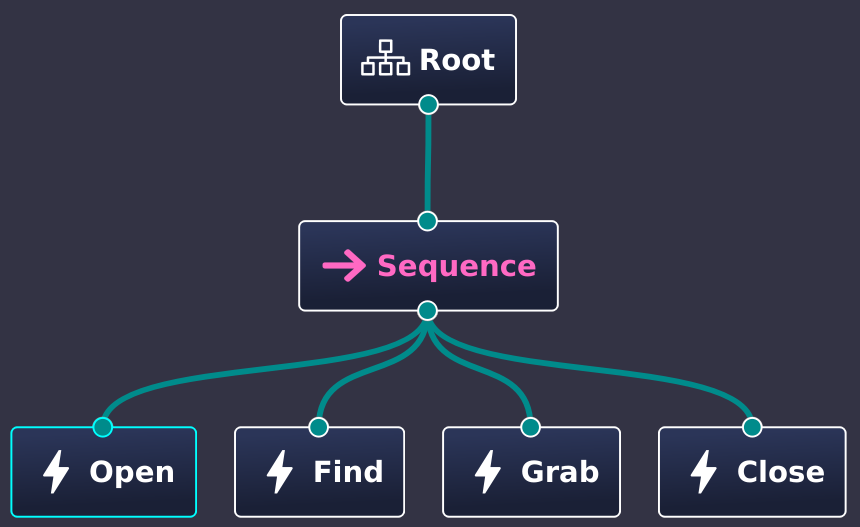 Root
Sequence
Open
Find
Grab
Close